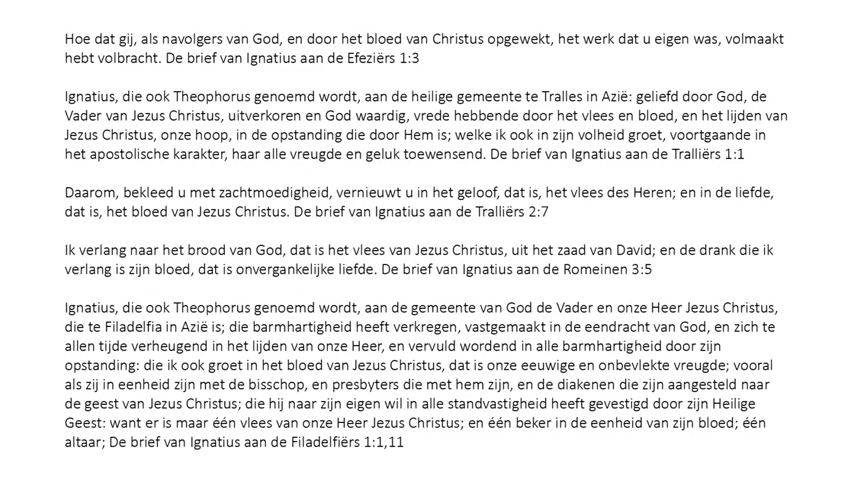 Hoe dat gij, als navolgers van God, en door het bloed van Christus opgewekt, het werk dat u eigen was, volmaakt
hebt volbracht. De brief van Ignatius aan de Efeziërs 1:3
Ignatius, die ook Theophorus genoemd wordt, aan de heilige gemeente te Tralles in Azië: geliefd door God, de
Vader van Jezus Christus, uitverkoren en God waardig, vrede hebbende door het vlees en bloed, en het lijden van
Jezus Christus, onze hoop, in de opstanding die door Hem is; welke ik ook in zijn volheid groet, voortgaande in
het apostolische karakter, haar alle vreugde en geluk toewensend. De brief van Ignatius aan de Tralliërs 1:1
Daarom, bekleed u met zachtmoedigheid, vernieuwt u in het geloof, dat is, het vlees des Heren; en in de liefde,
dat is, het bloed van Jezus Christus. De brief van Ignatius aan de Tralliërs 2:7
Ik verlang naar het brood van God, dat is het vlees van Jezus Christus, uit het zaad van David; en de drank die ik
verlang is zijn bloed, dat is onvergankelijke liefde. De brief van Ignatius aan de Romeinen 3:5
Ignatius, die ook Theophorus genoemd wordt, aan de gemeente van God de Vader en onze Heer Jezus Christus,
die te Filadelfia in Azië is; die barmhartigheid heeft verkregen, vastgemaakt in de eendracht van God, en zich te
allen tijde verheugend in het lijden van onze Heer, en vervuld wordend in alle barmhartigheid door zijn
opstanding: die ik ook groet in het bloed van Jezus Christus, dat is onze eeuwige en onbevlekte vreugde; vooral
als zij in eenheid zijn met de bisschop, en presbyters die met hem zijn, en de diakenen die zijn aangesteld naar
de geest van Jezus Christus; die hij naar zijn eigen wil in alle standvastigheid heeft gevestigd door zijn Heilige
Geest: want er is maar één vlees van onze Heer Jezus Christus; en één beker in de eenheid van zijn bloed; één
altaar; De brief van Ignatius aan de Filadelfiërs 1:1,11